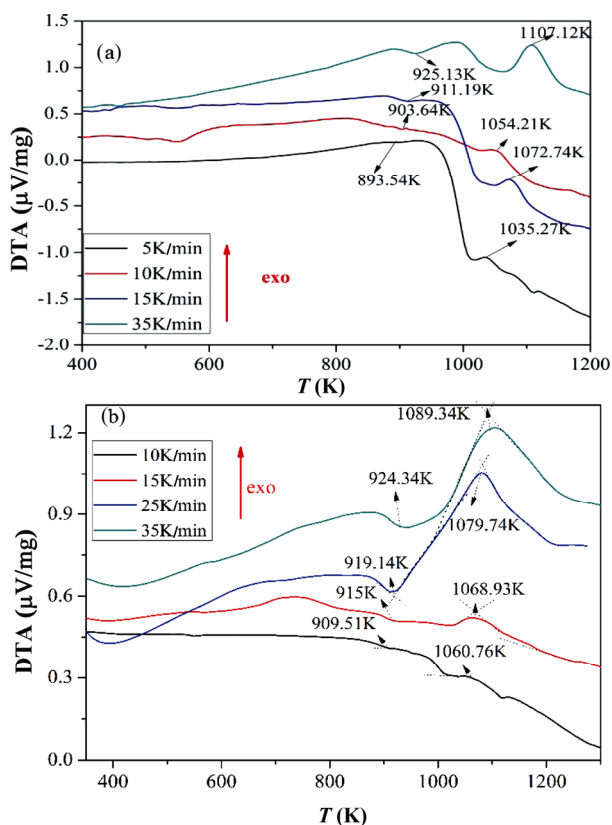 (a)
1107.12K
925.13K
911.19K
903.64K
1054.21K
1072.74K
893.54K
1035.27K
5K/min
10K/min
15K/min
35K/min
exo
DTA (μV/mg)
1.5
1.0
0.5
0.0
-0.5
-1.0
-1.5
-2.0
400 600 800 1000 1200
T (K)
(b)
1089.34K
10K/min
15K/min
25K/min
35K/min
exo
924.34K
1079.74K
919.14K
915K
1068.93K
909.51K
1060.76K
DTA (μV/mg)
1.2
0.9
0.6
0.3
0.0
400 600 800 1000 1200
T (K)